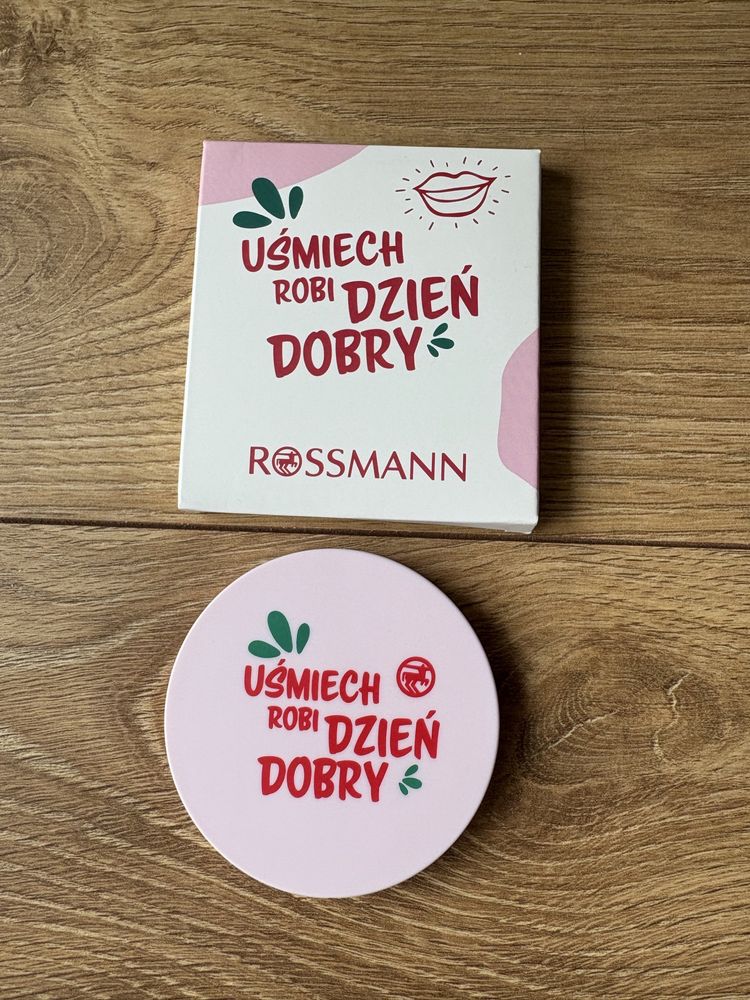 UŚMIECH
ROBI DZIEŃ
DOBRY
ROSSMANN
UŚMIECH
ROBI DZIEŃ
DOBRY